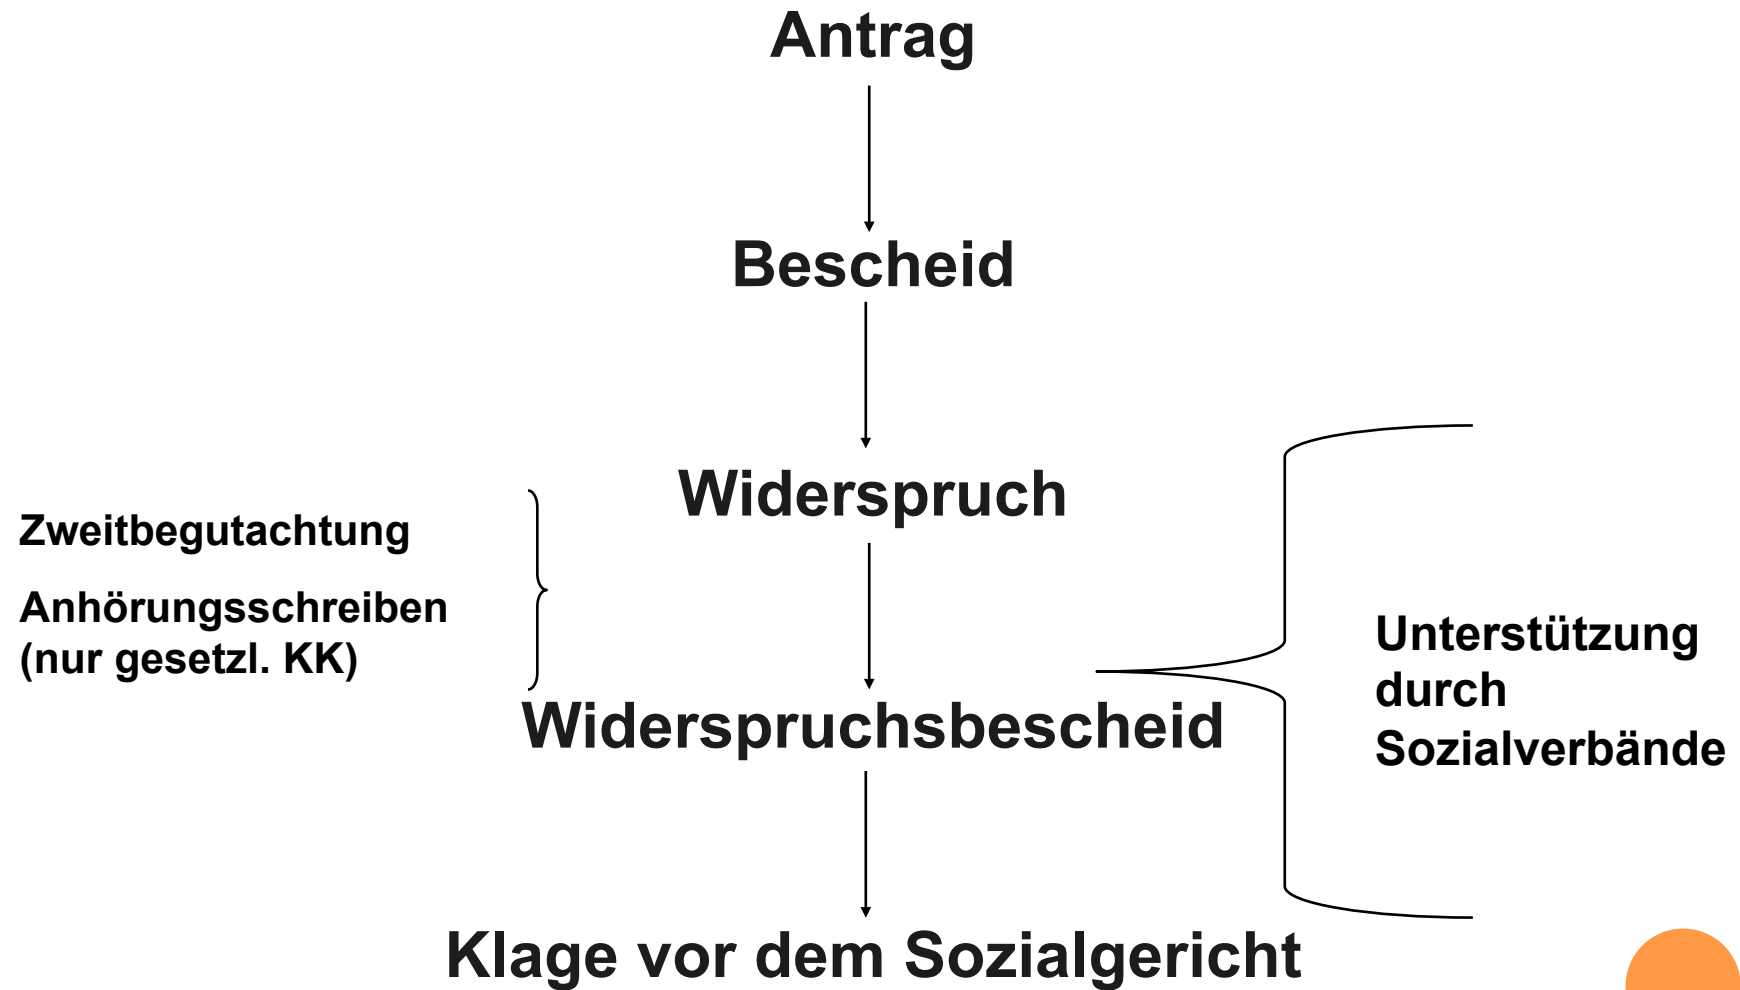 Antrag
Bescheid
Widerspruch
Zweitbegutachtung
Anhörungsschreiben
(nur gesetzl. KK)
Unterstützung
durch
Sozialverbände
Widerspruchsbescheid
Klage vor dem Sozialgericht